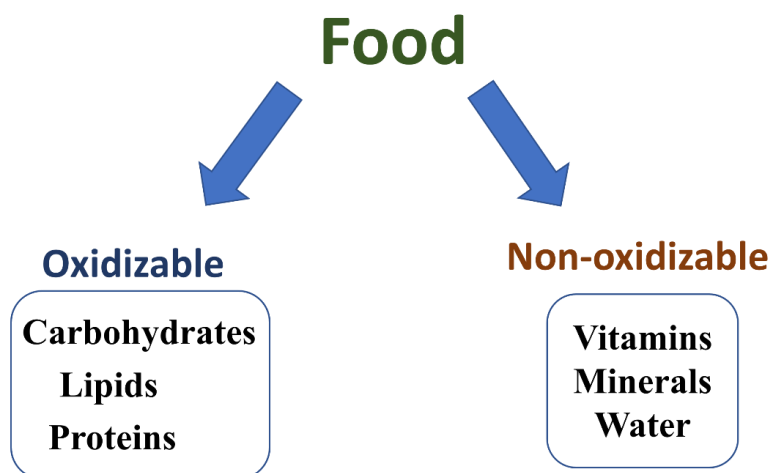 Food
Oxidizable
Carbohydrates
Lipids
Proteins
Non-oxidizable
Vitamins
Minerals
Water